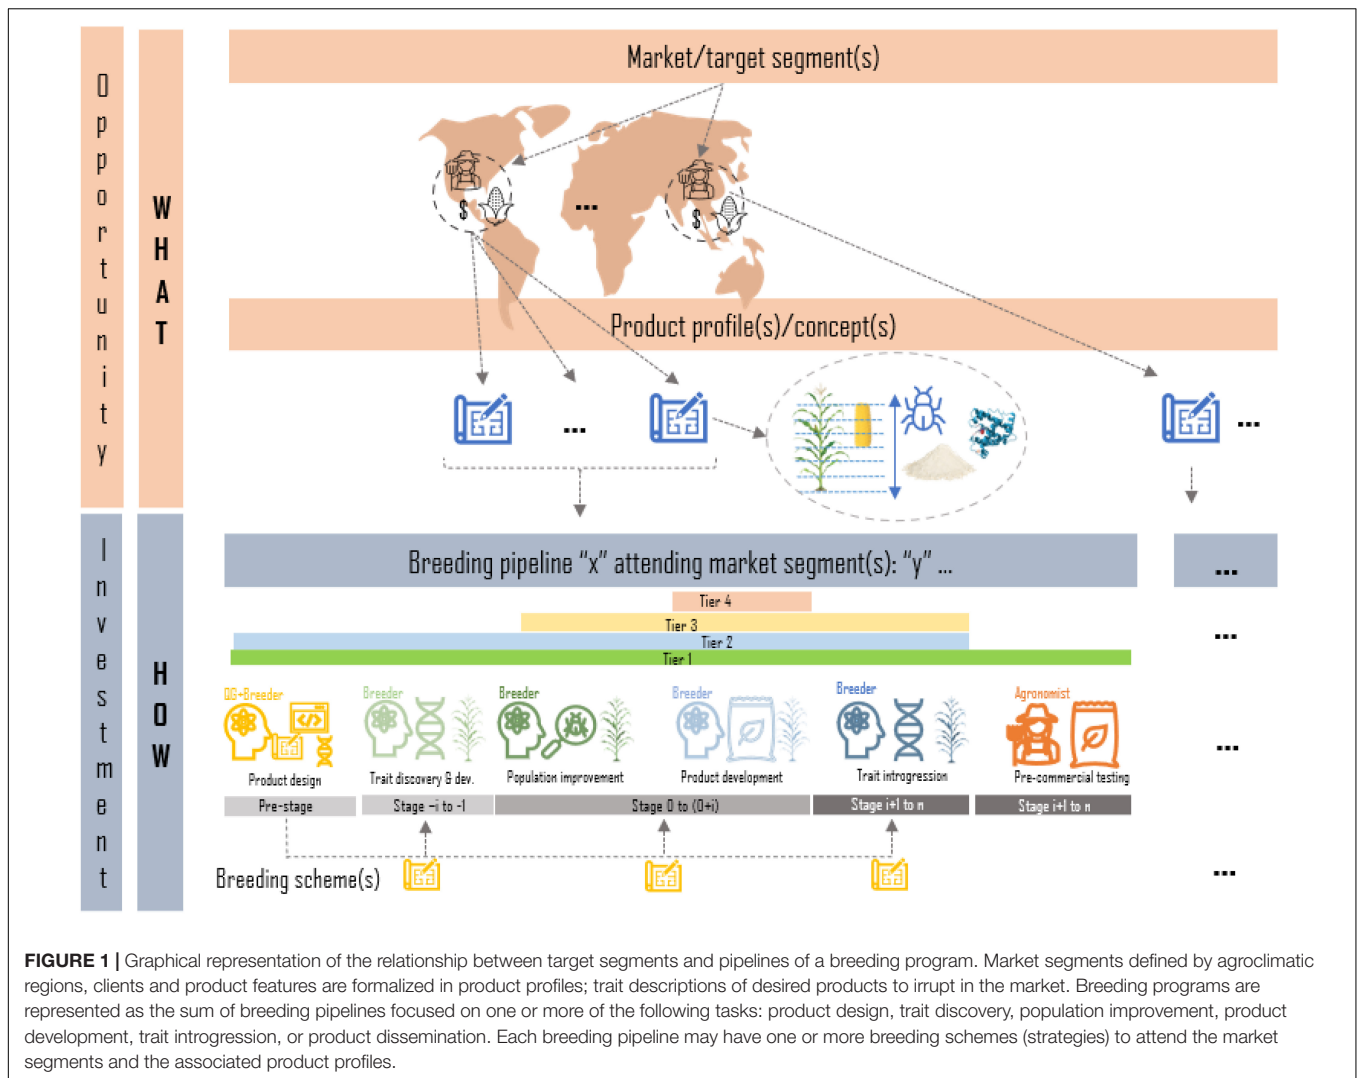 Opportunity
WHAT
Market/target segment(s)
$
...
$
Product profile(s)/concept(s)
...
...
Investment
HOW
Breeding pipeline “x” attending market segment(s): “y” ...
...
Tier 4
Tier 3
Tier 2
Tier 1
...
QG+Breeder
Breeder
Breeder
Breeder
Breeder
Agronomist
</>
Product design
Trait discovery & dev.
Population improvement
Product development
Trait introgression
Pre-commercial testing
...
Pre-stage
Stage –i to -1
Stage 0 to (0+i)
Stage i+1 to n
Stage i+1 to n
Breeding scheme(s)
...
FIGURE 1 | Graphical representation of the relationship between target segments and pipelines of a breeding program. Market segments defined by agroclimatic
regions, clients and product features are formalized in product profiles; trait descriptions of desired products to irrupt in the market. Breeding programs are
represented as the sum of breeding pipelines focused on one or more of the following tasks: product design, trait discovery, population improvement, product
development, trait introgression, or product dissemination. Each breeding pipeline may have one or more breeding schemes (strategies) to attend the market
segments and the associated product profiles.